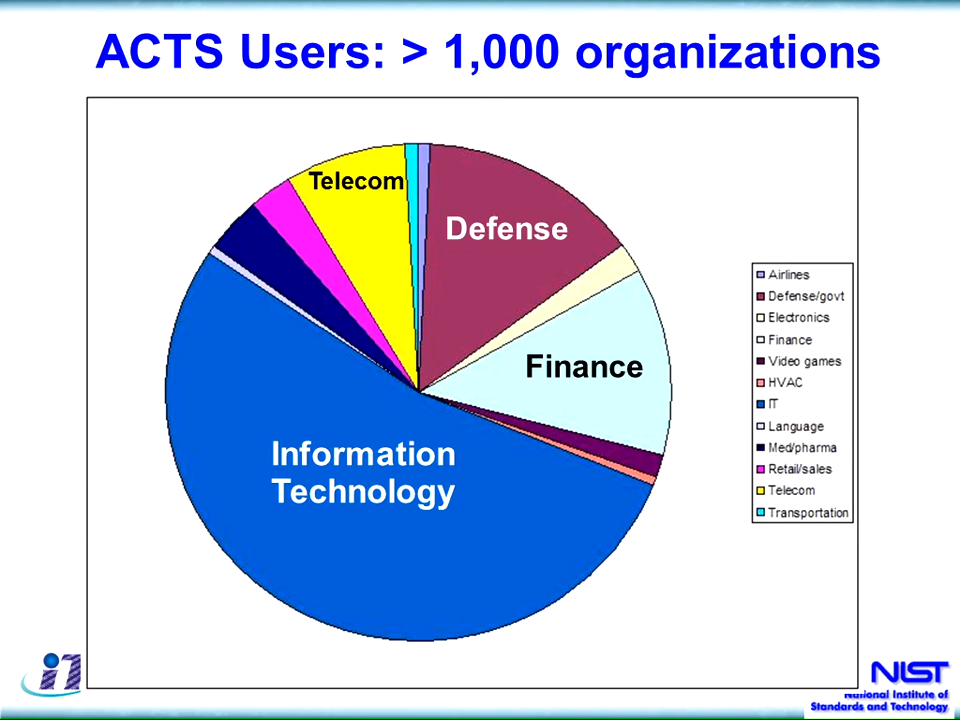 ACTS Users: > 1,000 organizations
Telecom
Defense
Finance
Information
Technology
Airlines
Defense/govt
Electronics
Finance
Video games
HVAC
IT
Language
Med/pharma
Retail/sales
Telecom
Transportation
NIST
National Institute of
Standards and Technology